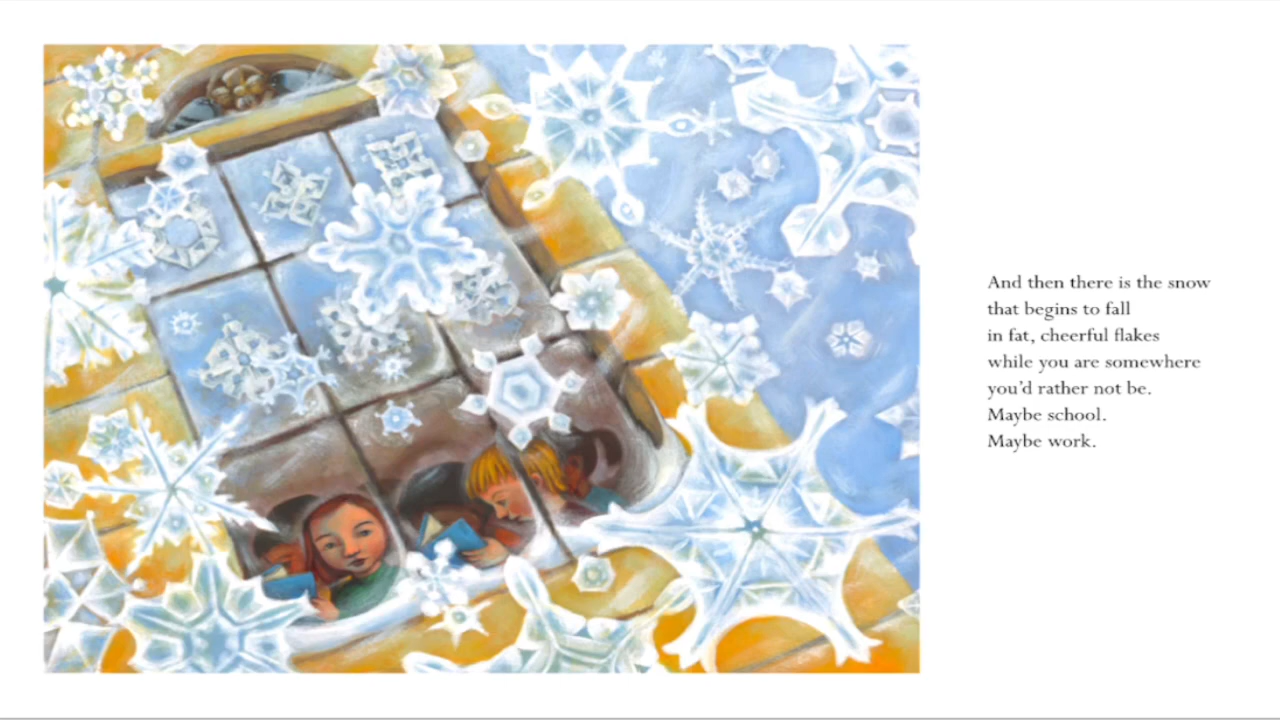 And then there is the snow
that begins to fall
in fat, cheerful flakes
while you are somewhere
you’d rather not be.
Maybe school.
Maybe work.